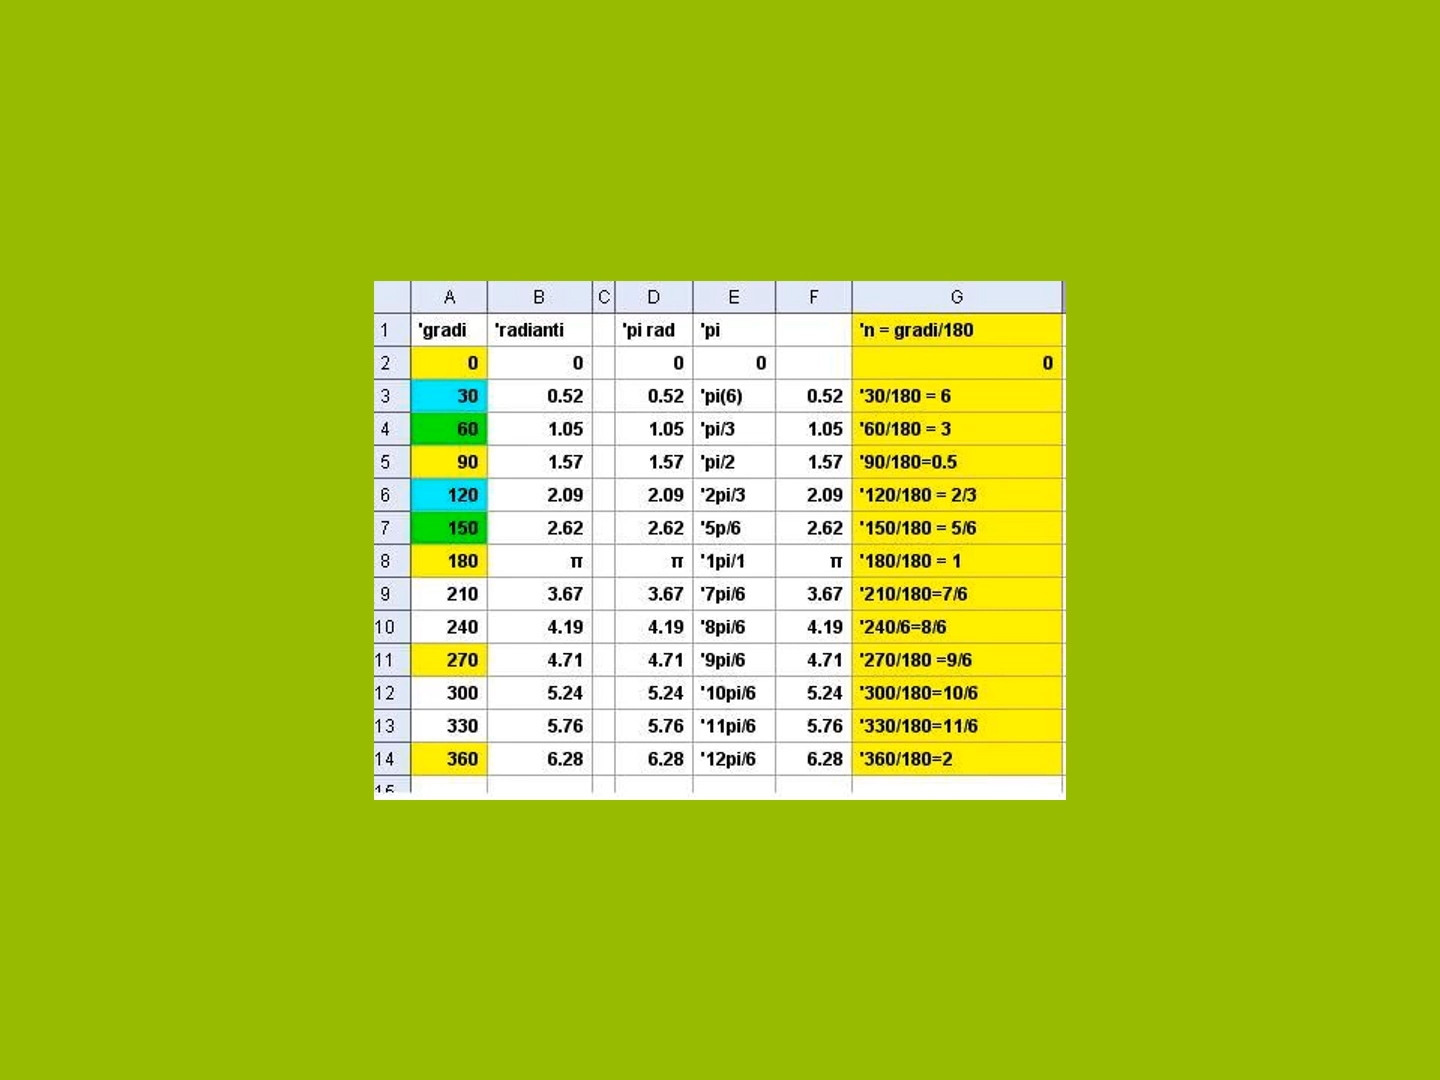 A B C D E F G
1 'gradi 'radianti 'pi rad 'pi 'n = gradi/180
2 0 0 0 0 0
3 30 0.52 0.52 'pi(6) 0.52 '30/180 = 6
4 60 1.05 1.05 'pi/3 1.05 '60/180 = 3
5 90 1.57 1.57 'pi/2 1.57 '90/180=0.5
6 120 2.09 2.09 '2pi/3 2.09 '120/180 = 2/3
7 150 2.62 2.62 '5p/6 2.62 '150/180 = 5/6
8 180 π π '1pi/1 π '180/180 = 1
9 210 3.67 3.67 '7pi/6 3.67 '210/180=7/6
10 240 4.19 4.19 '8pi/6 4.19 '240/6=8/6
11 270 4.71 4.71 '9pi/6 4.71 '270/180 =9/6
12 300 5.24 5.24 '10pi/6 5.24 '300/180=10/6
13 330 5.76 5.76 '11pi/6 5.76 '330/180=11/6
14 360 6.28 6.28 '12pi/6 6.28 '360/180=2